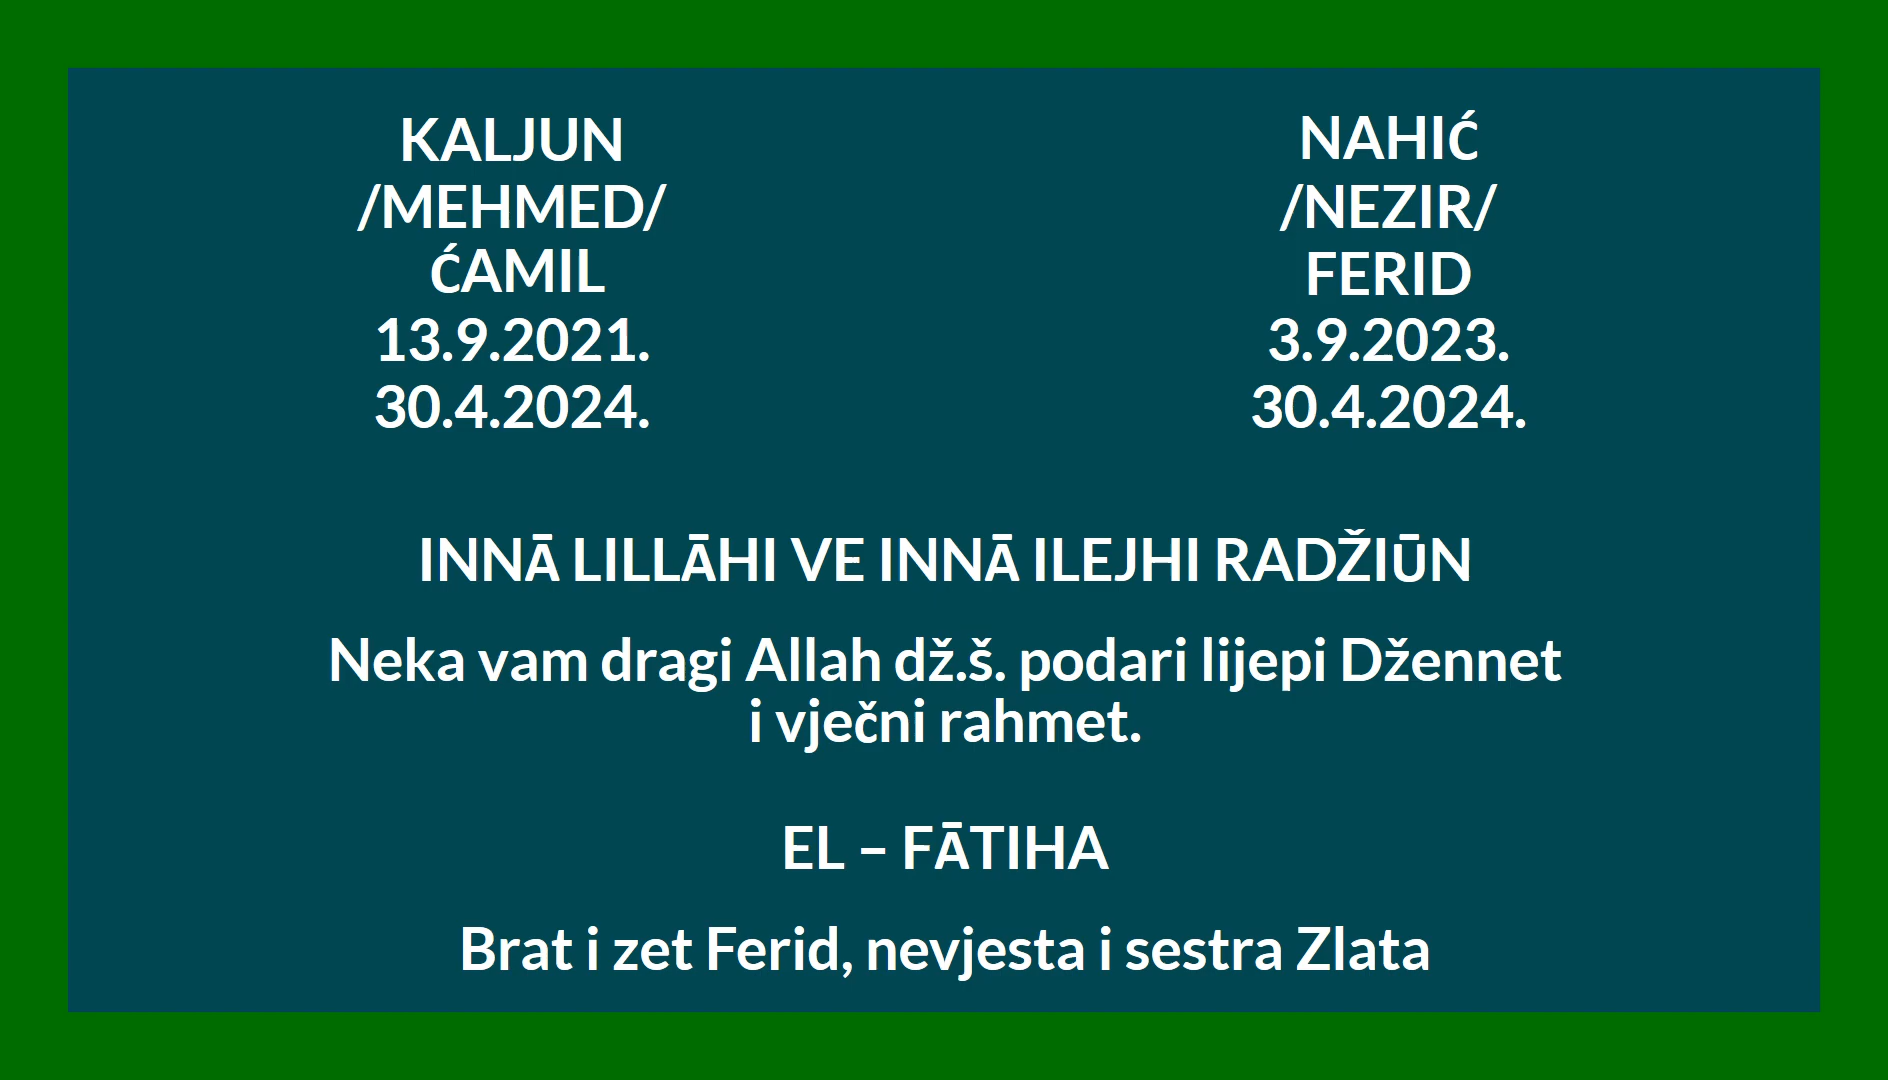 KALJUN
/MEHMED/
ĆAMIL
13.9.2021.
30.4.2024.
NAHIĆ
/NEZIR/
FERID
3.9.2023.
30.4.2024.
INNĀ LILLĀHI VE INNĀ ILEJHI RADŽIŪN
Neka vam dragi Allah dž.š. podari lijepi Džennet
i vječni rahmet.
EL – FĀTIHA
Brat i zet Ferid, nevjesta i sestra Zlata